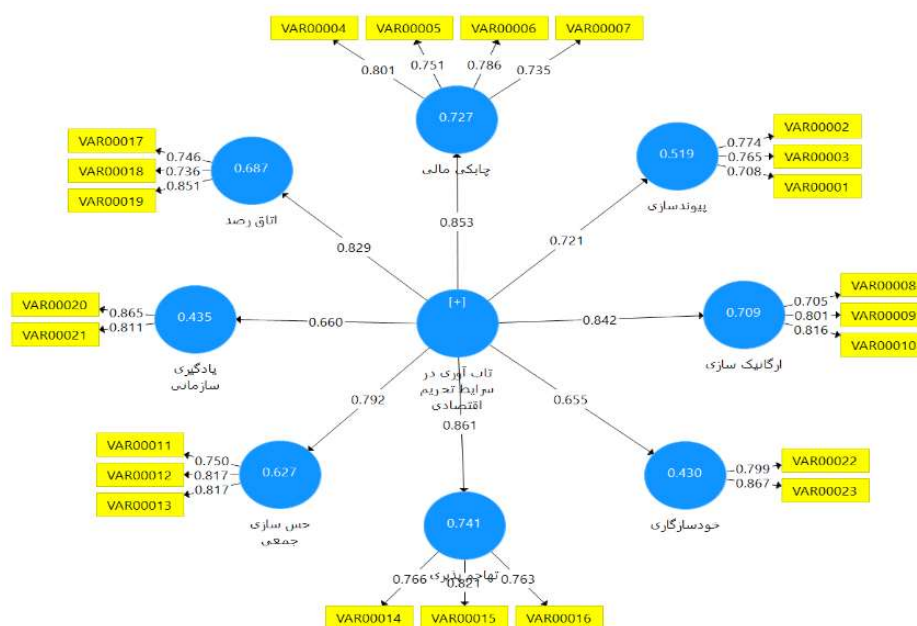 VAR00004 VAR00005 VAR00006 VAR00007
0.801 0.751 0.786 0.735
0.727
چابکی مالی
VAR00017
VAR00018
VAR00019
0.746
0.736
0.851
0.687
اتاق رصد
VAR00002
VAR00003
VAR00001
0.774
0.765
0.708
0.519
پیوندسازی
0.829
0.853
0.721
VAR00020
VAR00021
0.865
0.811
0.435
یادگیری
سازمانی
0.660
[+]
تاب آوری در
شرایط تحریم
اقتصادی
0.842
0.709
ارگانیک سازی
VAR00008
VAR00009
VAR00010
0.705
0.801
0.816
0.792
0.861
0.655
VAR00011
VAR00012
VAR00013
0.750
0.817
0.817
0.627
حس سازی
جمعی
0.741
تهاجم پذیری
0.766 0.821 0.763
VAR00014 VAR00015 VAR00016
0.430
خودسازگاری
0.799
0.867
VAR00022
VAR00023